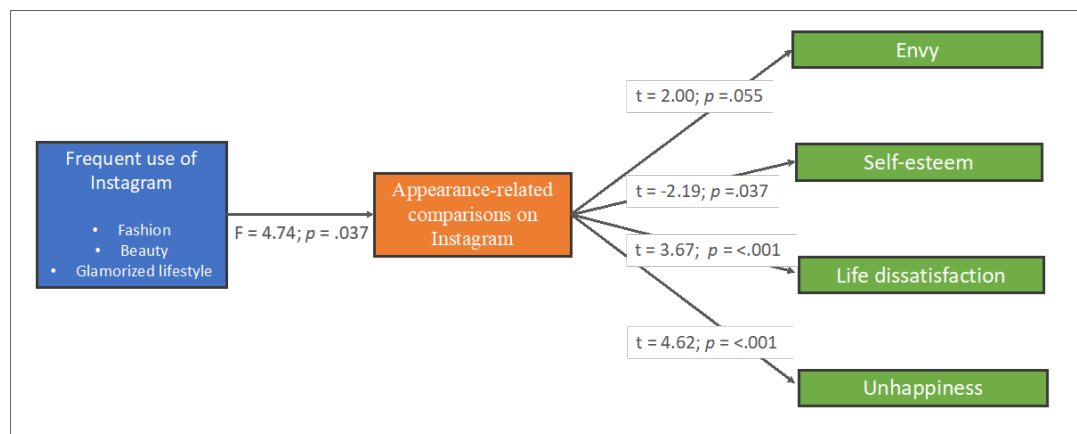 Frequent use of
Instagram
• Fashion
• Beauty
• Glamorized lifestyle
F = 4.74; p = .037
Appearance-related
comparisons on
Instagram
t = 2.00; p =.055
t = -2.19; p =.037
t = 3.67; p = <.001
t = 4.62; p = <.001
Envy
Self-esteem
Life dissatisfaction
Unhappiness